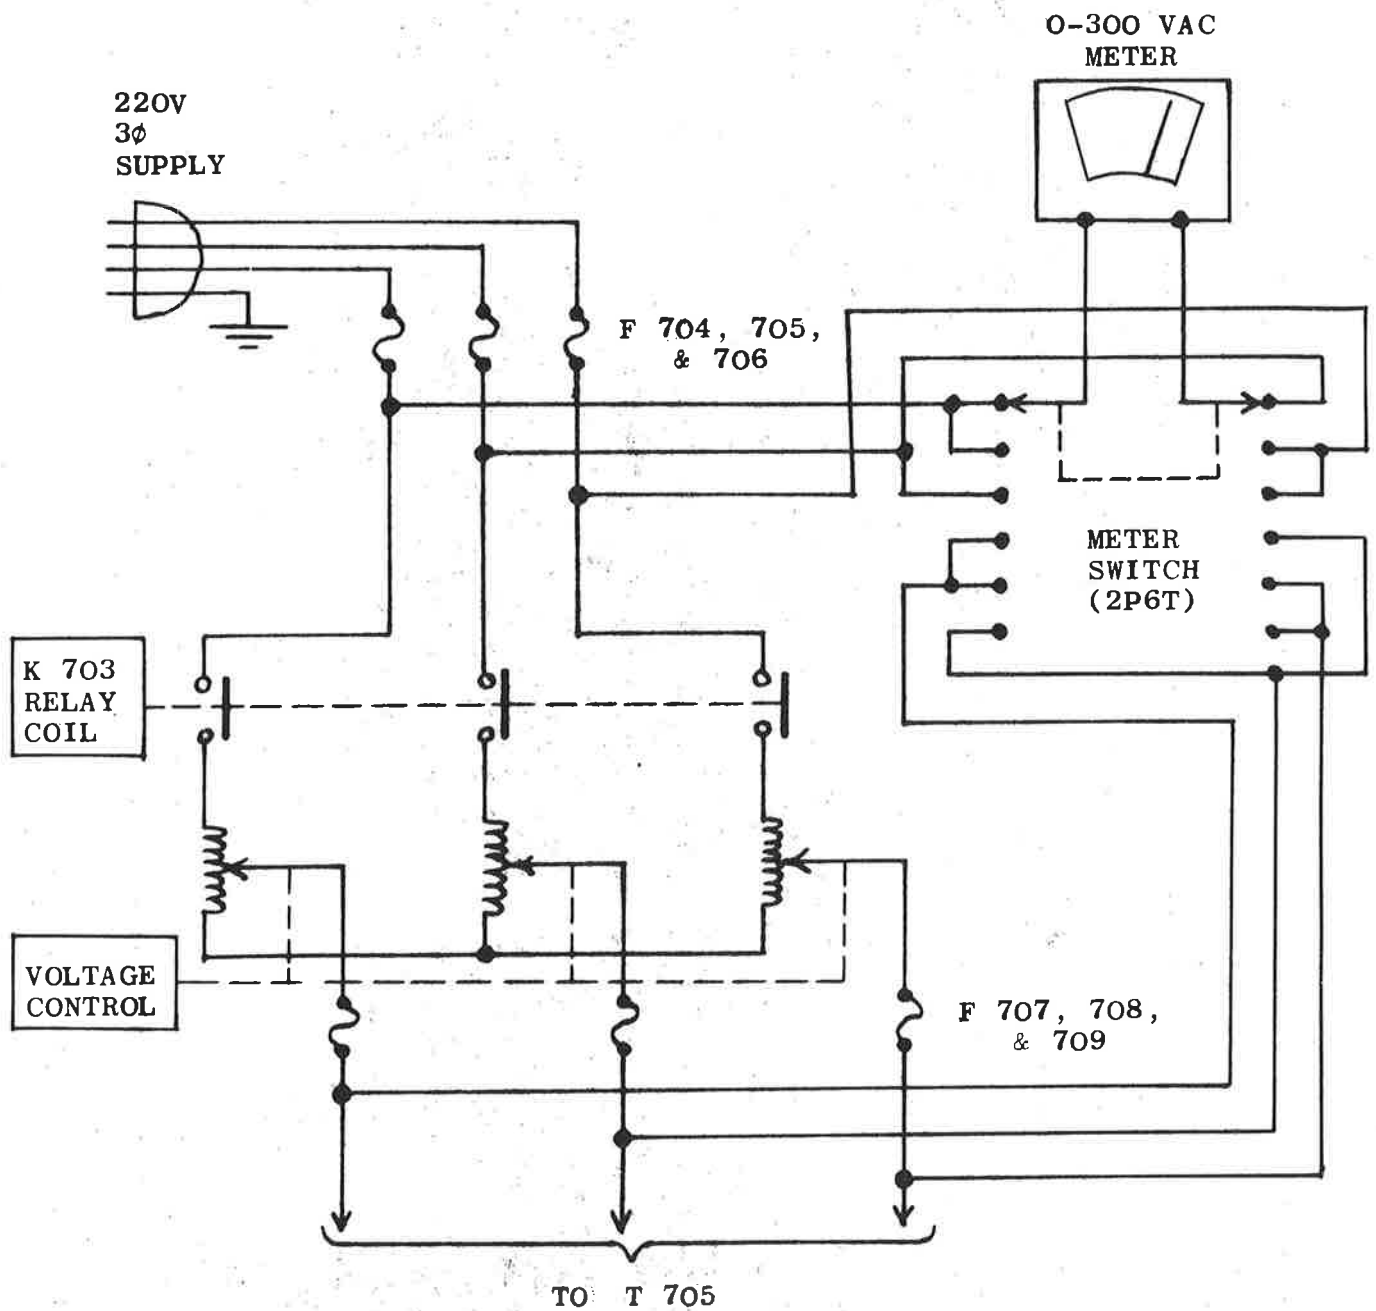 0-300 VAC
METER
220V
3ø
SUPPLY
F 704, 705,
& 706
METER
SWITCH
(2P6T)
K 703
RELAY
COIL
VOLTAGE
CONTROL
F 707, 708,
& 709
TO T 705